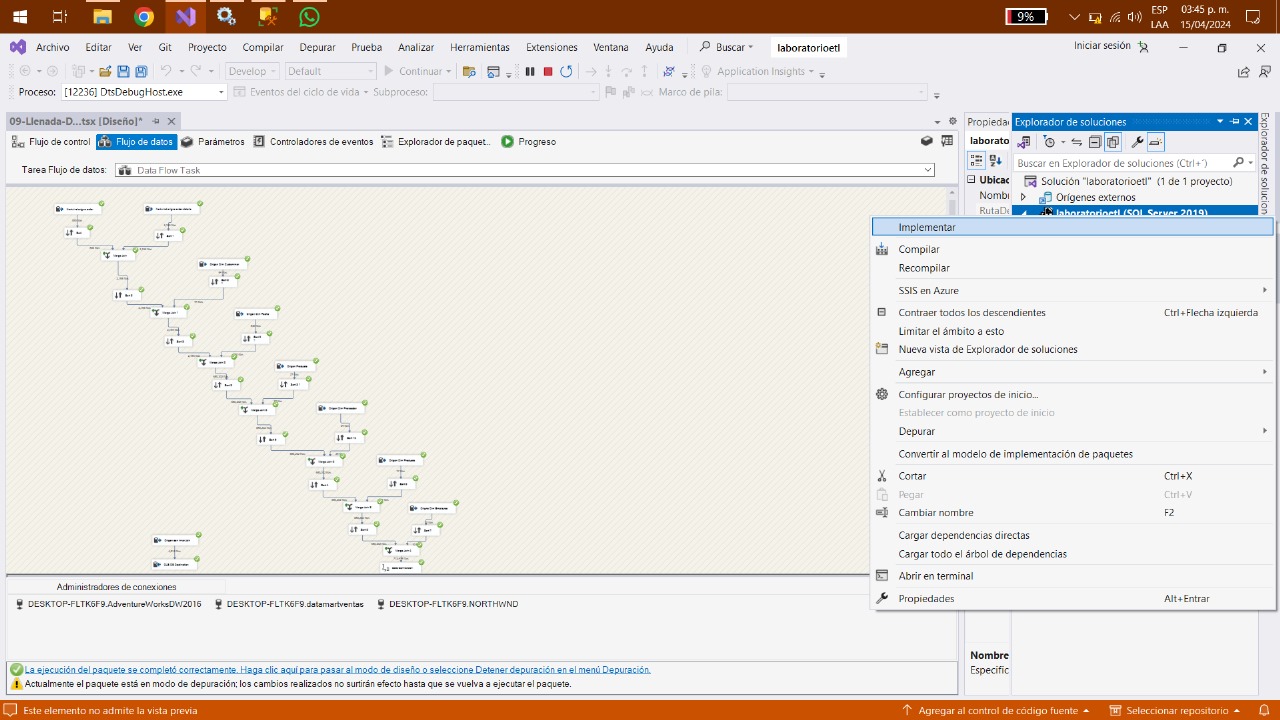 9%
ESP
LAA
03:45 p. m.
15/04/2024
Archivo Editar Ver Git Proyecto Compilar Depurar Prueba Analizar Herramientas Extensiones Ventana Ayuda Buscar laboratorioetl Iniciar sesión
Develop Default Continuar Application Insights
Proceso: [12236] DtsDebugHost.exe Eventos del ciclo de vida Subproceso: Marco de pila:
09-Llenada-D...tsx [Diseño]*
Flujo de control Flujo de datos Parámetros Controladores de eventos Explorador de paquet... Progreso
Tarea Flujo de datos: Data Flow Task
Propieda
laborato
Ubicac
Nomb
RutaDe
Explorador de soluciones
Buscar en Explorador de soluciones (Ctrl+´)
Solución "laboratorioetl" (1 de 1 proyecto)
Orígenes externos
laboratorioetl (SQL Server 2019)
Explorador de solucion
Implementar
Compilar
Recompilar
SSIS en Azure
Contraer todos los descendientes Ctrl+Flecha izquierda
Limitar el ámbito a esto
Nueva vista de Explorador de soluciones
Agregar
Configurar proyectos de inicio...
Establecer como proyecto de inicio
Depurar
Convertir al modelo de implementación de paquetes
Cortar Ctrl+X
Pegar Ctrl+V
Cambiar nombre F2
Cargar dependencias directas
Cargar todo el árbol de dependencias
Abrir en terminal
Propiedades Alt+Entrar
Administradores de conexiones
DESKTOP-FLTK6F9.AdventureWorksDW2016 DESKTOP-FLTK6F9.datamartventas DESKTOP-FLTK6F9.NORTHWND
Nombre
Especific
La ejecución del paquete se completó correctamente. Haga clic aquí para pasar al modo de diseño o seleccione Detener depuración en el menú Depuración.
Actualmente el paquete está en modo de depuración; los cambios realizados no surtirán efecto hasta que se vuelva a ejecutar el paquete.
Este elemento no admite la vista previa
Agregar al control de código fuente Seleccionar repositorio